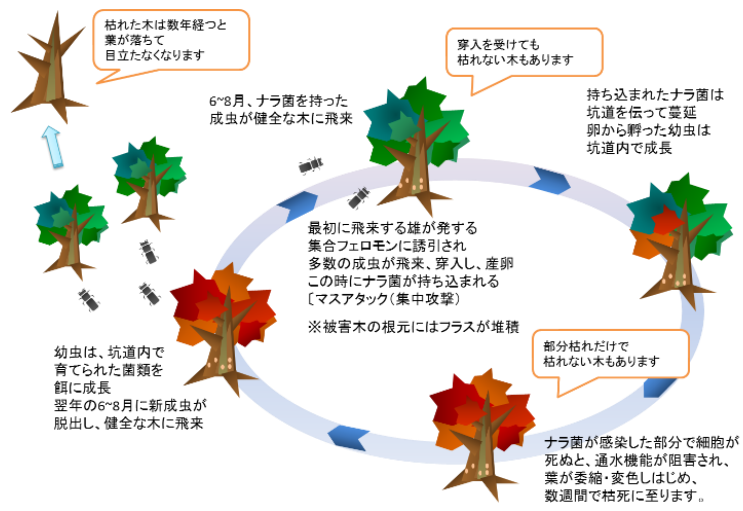 枯れた木は数年経つと
葉が落ちて
目立たなくなります
穿入を受けても
枯れない木もあります
6~8月、ナラ菌を持った
成虫が健全な木に飛来
持ち込まれたナラ菌は
坑道を伝って蔓延
卵から孵った幼虫は
坑道内で成長
最初に飛来する雄が発する
集合フェロモンに誘引され
多数の成虫が飛来、穿入し、産卵
この時にナラ菌が持ち込まれる
〔マスアタック(集中攻撃)
※被害木の根元にはフラスが堆積
部分枯れだけで
枯れない木もあります
幼虫は、坑道内で
育てられた菌類を
餌に成長
翌年の6~8月に新成虫が
脱出し、健全な木に飛来
ナラ菌が感染した部分で細胞が
死ぬと、通水機能が阻害され、
葉が委縮・変色しはじめ、
数週間で枯死に至ります。